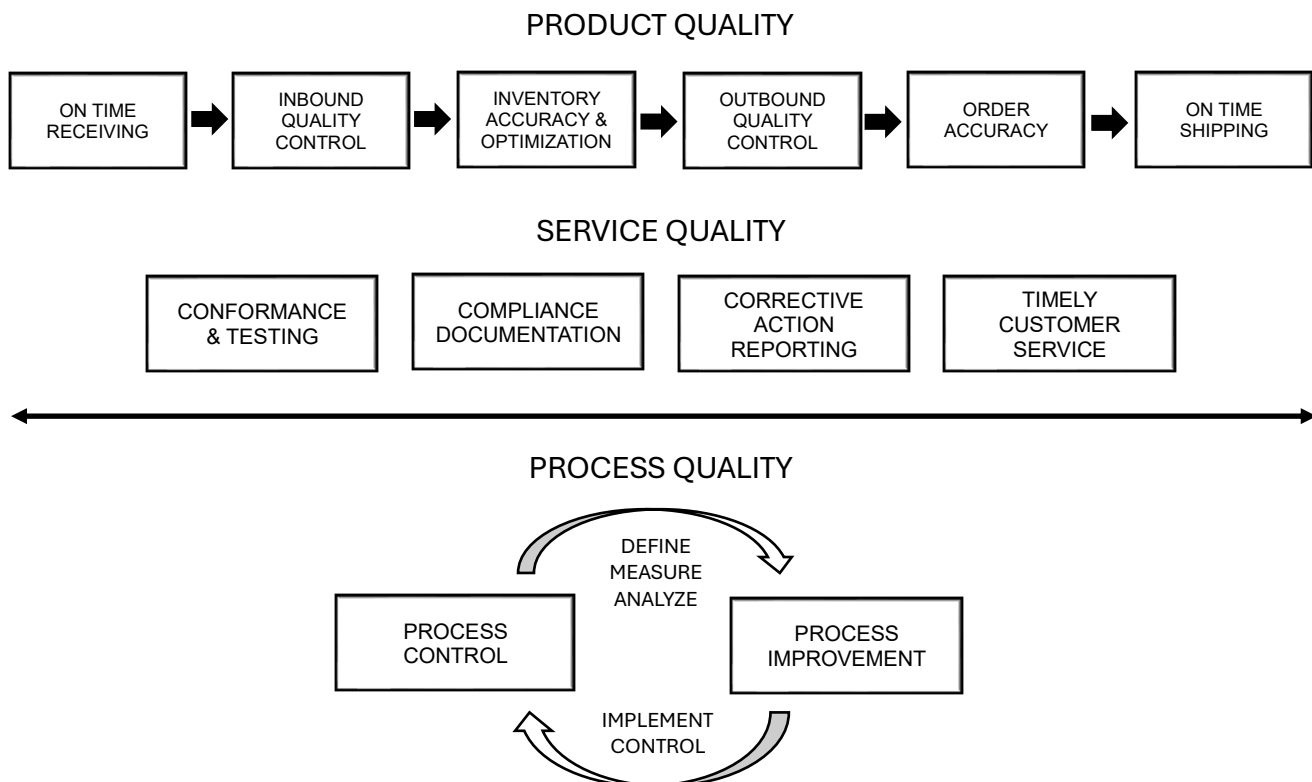 PRODUCT QUALITY
ON TIME
RECEIVING
INBOUND
QUALITY
CONTROL
INVENTORY
ACCURACY &
OPTIMIZATION
OUTBOUND
QUALITY
CONTROL
ORDER
ACCURACY
ON TIME
SHIPPING
SERVICE QUALITY
CONFORMANCE
& TESTING
COMPLIANCE
DOCUMENTATION
CORRECTIVE
ACTION
REPORTING
TIMELY
CUSTOMER
SERVICE
PROCESS QUALITY
DEFINE
MEASURE
ANALYZE
PROCESS
CONTROL
PROCESS
IMPROVEMENT
IMPLEMENT
CONTROL